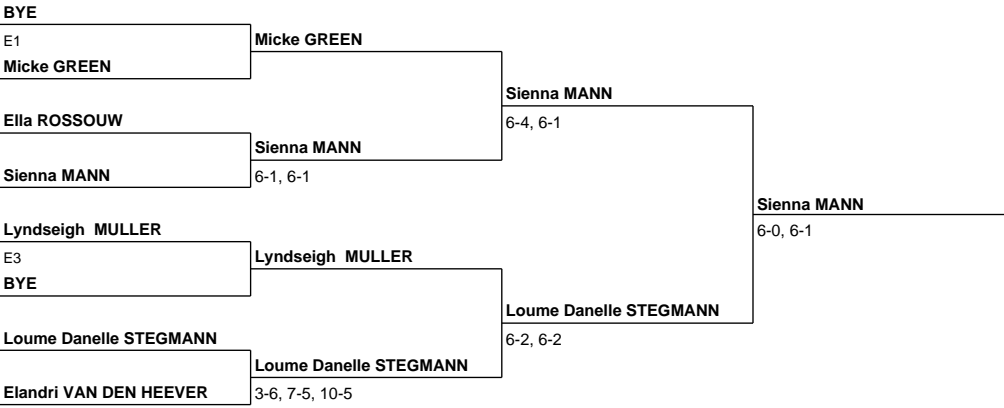 BYE
E1
Micke GREEN
Micke GREEN
Ella ROSSOUW
Sienna MANN
Sienna MANN
6-1, 6-1
Sienna MANN
6-4, 6-1
Lyndseigh  MULLER
E3
BYE
Lyndseigh  MULLER
Loume Danelle STEGMANN
Elandri VAN DEN HEEVER
Loume Danelle STEGMANN
3-6, 7-5, 10-5
Loume Danelle STEGMANN
6-2, 6-2
Sienna MANN
6-0, 6-1